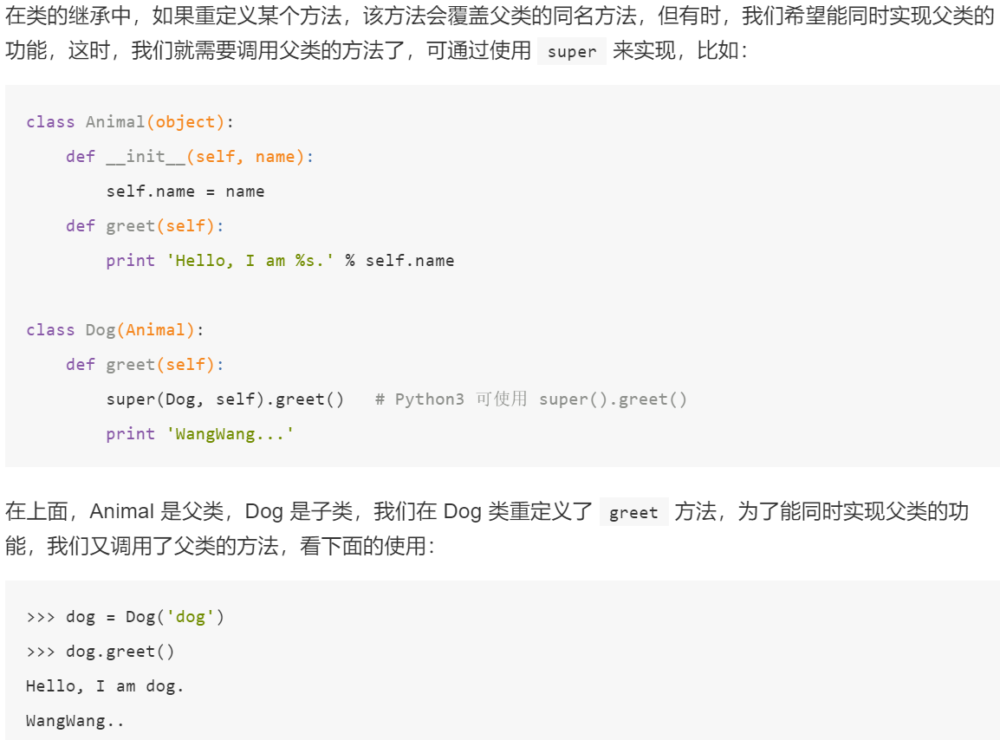 在类的继承中，如果重定义某个方法，该方法会覆盖父类的同名方法，但有时，我们希望能同时实现父类的
功能，这时，我们就需要调用父类的方法了，可通过使用 super 来实现，比如：
class Animal(object):
    def __init__(self, name):
        self.name = name
    def greet(self):
        print 'Hello, I am %s.' % self.name
class Dog(Animal):
    def greet(self):
        super(Dog, self).greet()   # Python3 可使用 super().greet()
        print 'WangWang...'
在上面，Animal 是父类，Dog 是子类，我们在 Dog 类重定义了 greet 方法，为了能同时实现父类的功
能，我们又调用了父类的方法，看下面的使用：
>>> dog = Dog('dog')
>>> dog.greet()
Hello, I am dog.
WangWang..